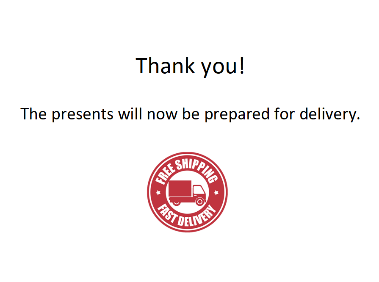 Thank you!
The presents will now be prepared for delivery.
FREE SHIPPING
FAST DELIVERY